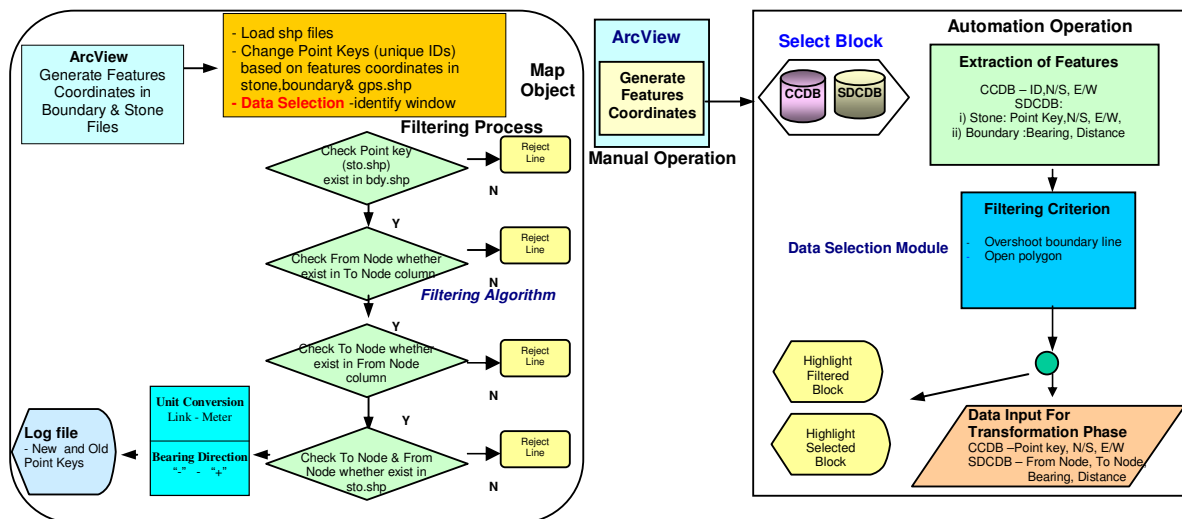 ArcView
Generate Features
Coordinates in
Boundary & Stone
Files
- Load shp files
- Change Point Keys (unique IDs)
based on features coordinates in
stone,boundary& gps.shp
- Data Selection -identify window
Map
Object
Filtering Process
Check Point key
(sto.shp)
exist in bdy.shp
Reject
Line
N
Y
Check From Node whether
exist in To Node column
Reject
Line
N
Filtering Algorithm
Y
Check To Node whether
exist in From Node
column
Reject
Line
N
Y
Check To Node & From
Node whether exist in
sto.shp
Reject
Line
N
Unit Conversion
Link - Meter
Bearing Direction
“-” - “+”
Log file
- New and Old
Point Keys
ArcView
Generate
Features
Coordinates
Manual Operation
Select Block
CCDB
SDCDB
Automation Operation
Extraction of Features
CCDB – ID,N/S, E/W
SDCDB:
i) Stone: Point Key,N/S, E/W,
ii) Boundary :Bearing, Distance
Filtering Criterion
- Overshoot boundary line
- Open polygon
Data Selection Module
Highlight
Filtered
Block
Highlight
Selected
Block
Data Input For
Transformation Phase
CCDB –Point key, N/S, E/W
SDCDB – From Node, To Node,
Bearing, Distance